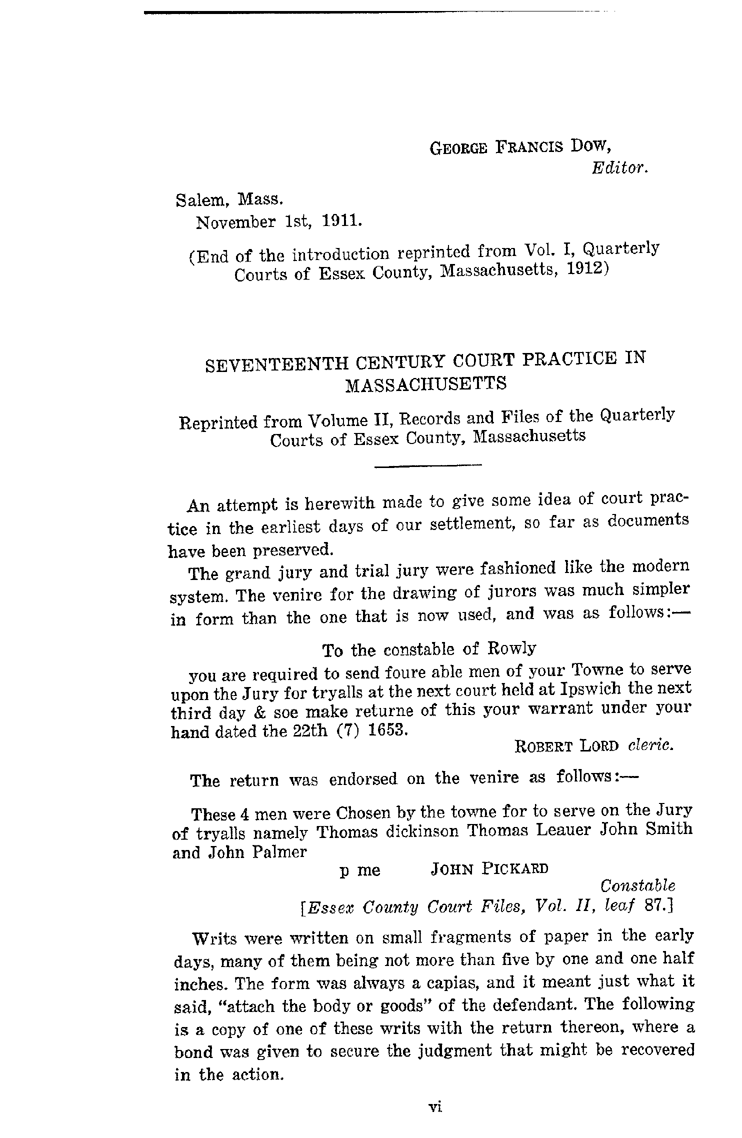 GEORGE FRANCIS DOW,
Editor.
Salem, Mass.
November 1st, 1911.
(End of the introduction reprinted from Vol. I, Quarterly
Courts of Essex County, Massachusetts, 1912)
SEVENTEENTH CENTURY COURT PRACTICE IN
MASSACHUSETTS
Reprinted from Volume II, Records and Files of the Quarterly
Courts of Essex County, Massachusetts
An attempt is herewith made to give some idea of court prac-
tice in the earliest days of our settlement, so far as documents
have been preserved.
The grand jury and trial jury were fashioned like the modern
system. The venire for the drawing of jurors was much simpler
in form than the one that is now used, and was as follows:—
To the constable of Rowly
you are required to send foure able men of your Towne to serve
upon the Jury for tryalls at the next court held at Ipswich the next
third day & soe make returne of this your warrant under your
hand dated the 22th (7) 1653.
ROBERT LORD cleric.
The return was endorsed on the venire as follows:—
These 4 men were Chosen by the towne for to serve on the Jury
of tryalls namely Thomas dickinson Thomas Leauer John Smith
and John Palmer
p me JOHN PICKARD
Constable
[Essex County Court Files, Vol. II, leaf 87.]
Writs were written on small fragments of paper in the early
days, many of them being not more than five by one and one half
inches. The form was always a capias, and it meant just what it
said, "attach the body or goods" of the defendant. The following
is a copy of one of these writs with the return thereon, where a
bond was given to secure the judgment that might be recovered
in the action.
vi